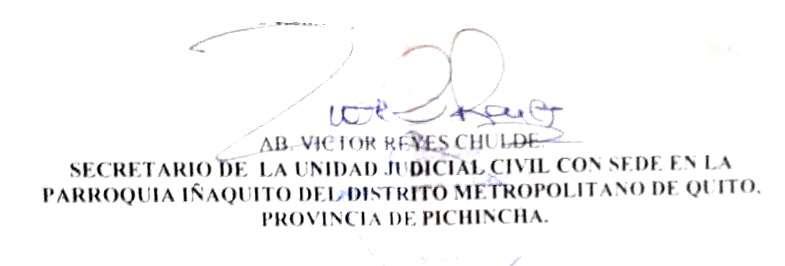 AB. VICTOR REYES CHULDE
SECRETARIO DE LA UNIDAD JUDICIAL CIVIL CON SEDE EN LA
PARROQUIA IÑAQUITO DEL DISTRITO METROPOLITANO DE QUITO,
PROVINCIA DE PICHINCHA.